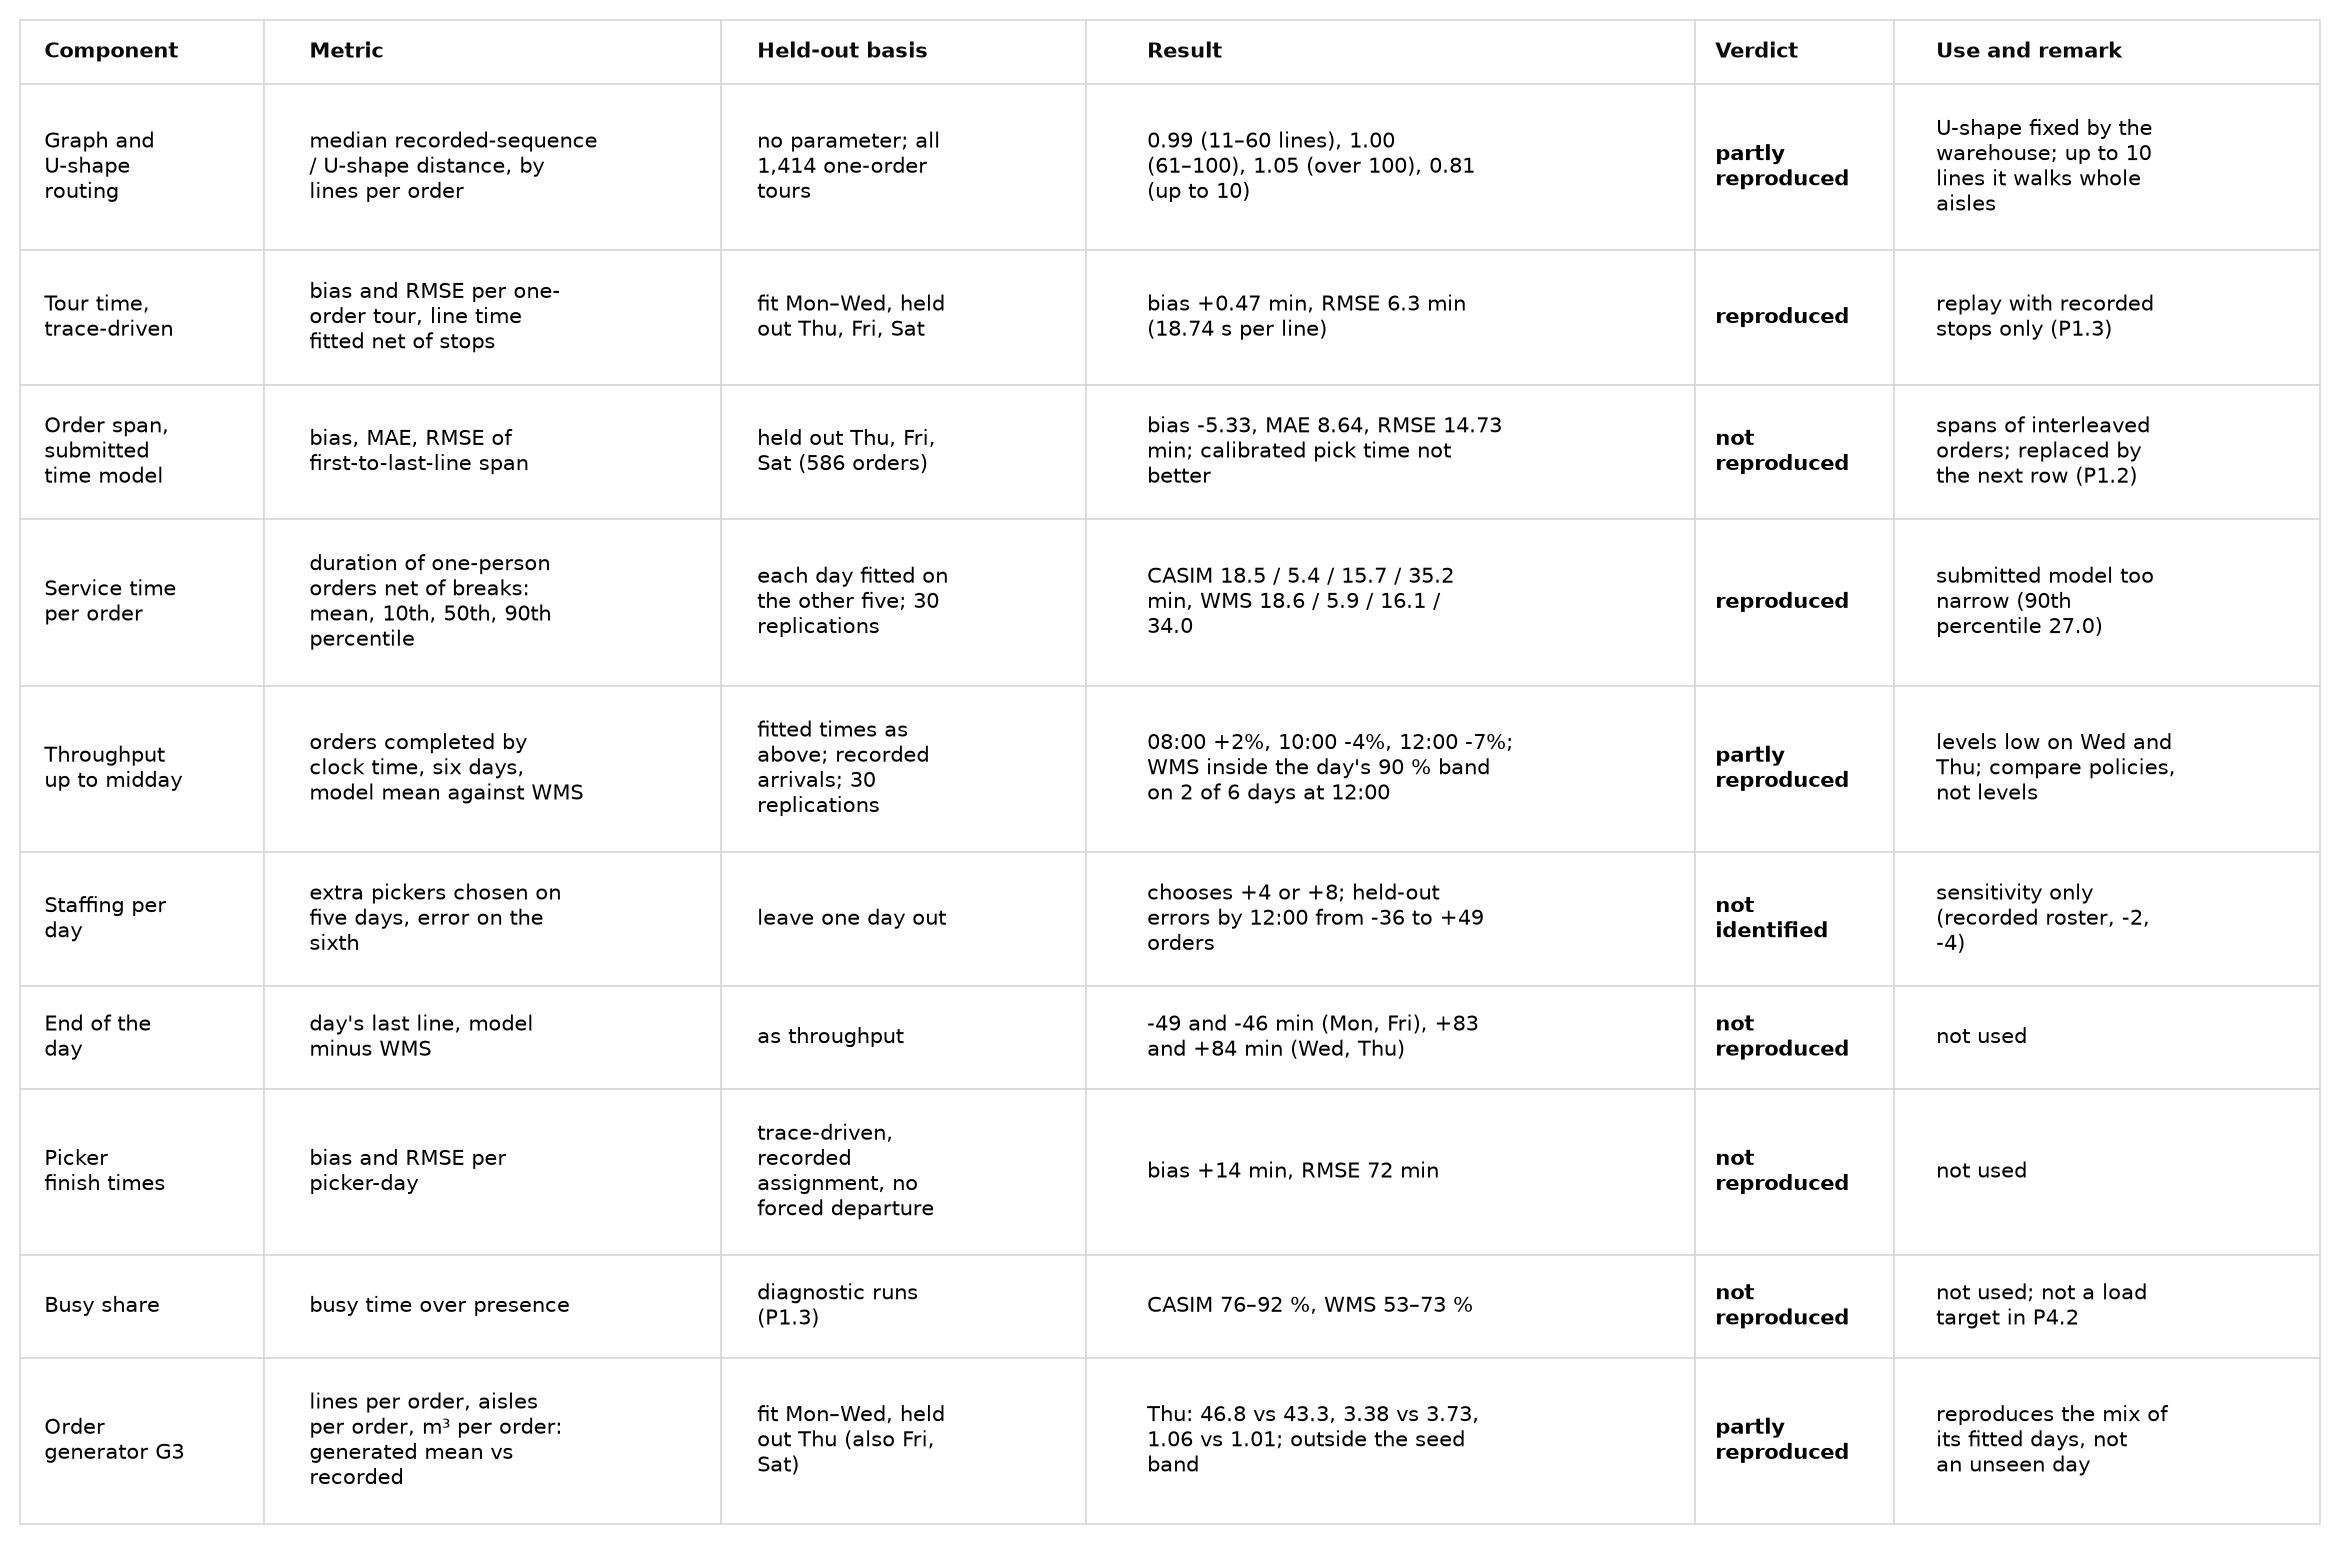 Component
Metric
Held-out basis
Result
Verdict
Use and remark
Graph and
U-shape
routing
median recorded-sequence
/ U-shape distance, by
lines per order
no parameter; all
1,414 one-order
tours
0.99 (11–60 lines), 1.00
(61–100), 1.05 (over 100), 0.81
(up to 10)
partly
reproduced
U-shape fixed by the
warehouse; up to 10
lines it walks whole
aisles
Tour time,
trace-driven
bias and RMSE per one-
order tour, line time
fitted net of stops
fit Mon–Wed, held
out Thu, Fri, Sat
bias +0.47 min, RMSE 6.3 min
(18.74 s per line)
reproduced
replay with recorded
stops only (P1.3)
Order span,
submitted
time model
bias, MAE, RMSE of
first-to-last-line span
held out Thu, Fri,
Sat (586 orders)
bias -5.33, MAE 8.64, RMSE 14.73
min; calibrated pick time not
better
not
reproduced
spans of interleaved
orders; replaced by
the next row (P1.2)
Service time
per order
duration of one-person
orders net of breaks:
mean, 10th, 50th, 90th
percentile
each day fitted on
the other five; 30
replications
CASIM 18.5 / 5.4 / 15.7 / 35.2
min, WMS 18.6 / 5.9 / 16.1 /
34.0
reproduced
submitted model too
narrow (90th
percentile 27.0)
Throughput
up to midday
orders completed by
clock time, six days,
model mean against WMS
fitted times as
above; recorded
arrivals; 30
replications
08:00 +2%, 10:00 -4%, 12:00 -7%;
WMS inside the day's 90 % band
on 2 of 6 days at 12:00
partly
reproduced
levels low on Wed and
Thu; compare policies,
not levels
Staffing per
day
extra pickers chosen on
five days, error on the
sixth
leave one day out
chooses +4 or +8; held-out
errors by 12:00 from -36 to +49
orders
not
identified
sensitivity only
(recorded roster, -2,
-4)
End of the
day
day's last line, model
minus WMS
as throughput
-49 and -46 min (Mon, Fri), +83
and +84 min (Wed, Thu)
not
reproduced
not used
Picker
finish times
bias and RMSE per
picker-day
trace-driven,
recorded
assignment, no
forced departure
bias +14 min, RMSE 72 min
not
reproduced
not used
Busy share
busy time over presence
diagnostic runs
(P1.3)
CASIM 76–92 %, WMS 53–73 %
not
reproduced
not used; not a load
target in P4.2
Order
generator G3
lines per order, aisles
per order, m³ per order:
generated mean vs
recorded
fit Mon–Wed, held
out Thu (also Fri,
Sat)
Thu: 46.8 vs 43.3, 3.38 vs 3.73,
1.06 vs 1.01; outside the seed
band
partly
reproduced
reproduces the mix of
its fitted days, not
an unseen day